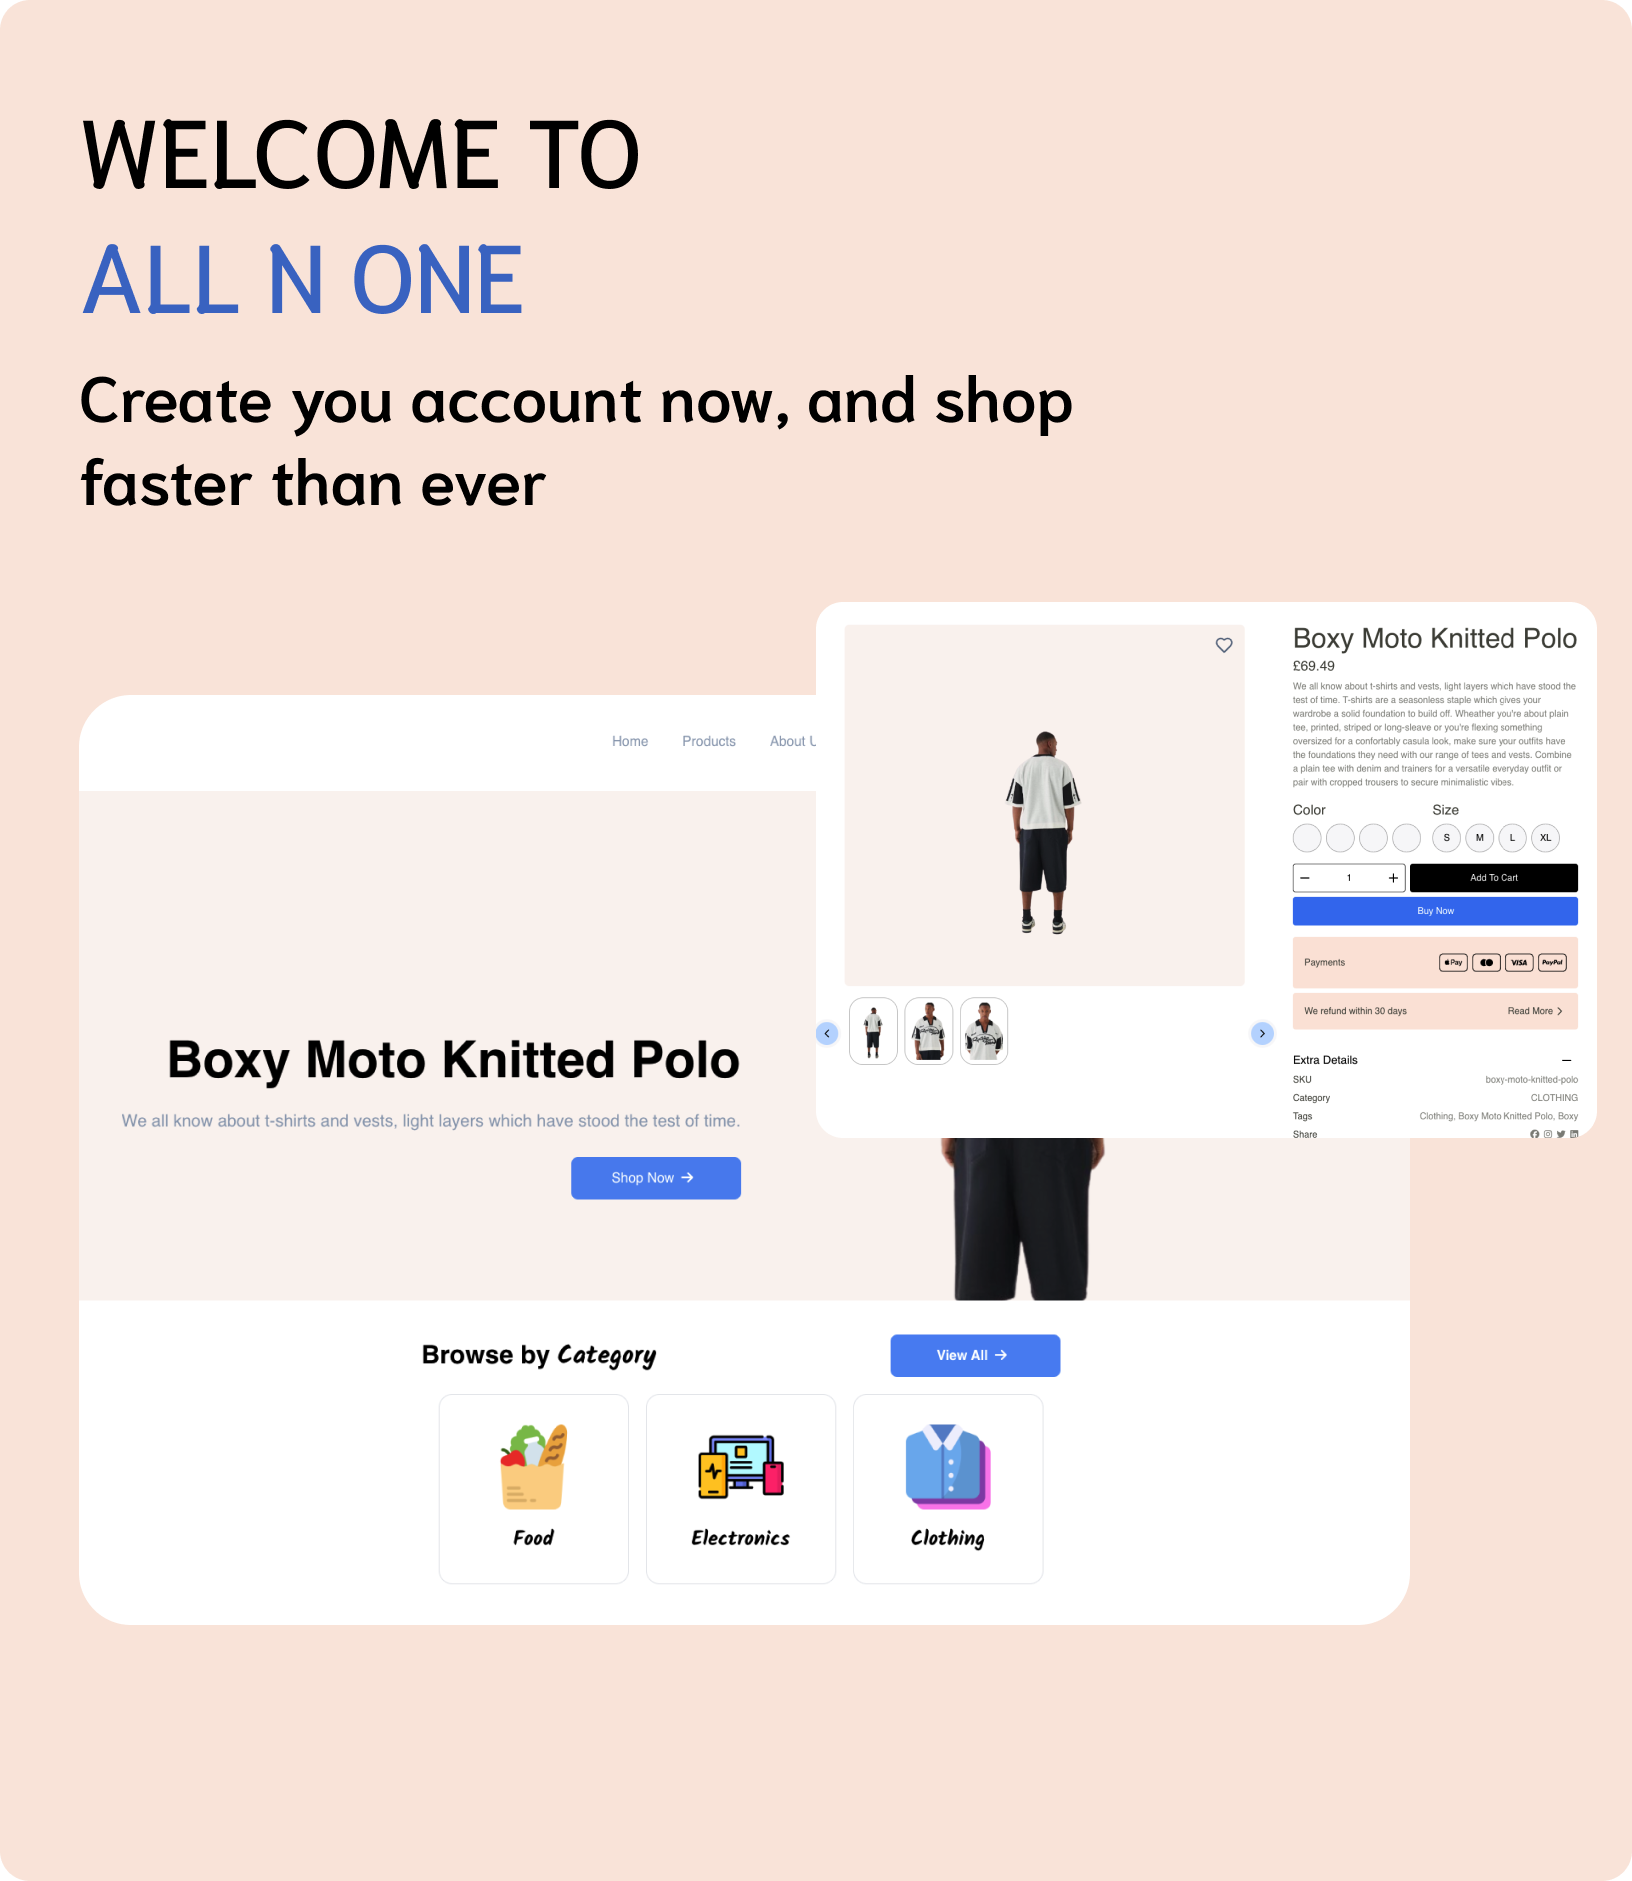 WELCOME TO
ALL N ONE
Create you account now, and shop
faster than ever
Home Products About U
Boxy Moto Knitted Polo
We all know about t-shirts and vests, light layers which have stood the test of time.
Shop Now
Boxy Moto Knitted Polo
£69.49
We all know about t-shirts and vests, light layers which have stood the
test of time. T-shirts are a seasonless staple which gives your
wardrobe a solid foundation to build off. Wheather you're about plain
tee, printed, striped or long-sleeve or you're flexing something
oversized for a confortably casula look, make sure your outfits have
the foundations they need with our range of tees and vests. Combine
a plain tee with denim and trainers for a versatile everyday outfit or
pair with cropped trousers to secure minimalistic vibes.
Color Size
S M L XL
1 Add To Cart
Buy Now
Payments Pay VISA PayPal
We refund within 30 days Read More
Extra Details
SKU boxy-moto-knitted-polo
Category CLOTHING
Tags Clothing, Boxy Moto Knitted Polo, Boxy
Share
Browse by Category View All
Food Electronics Clothing